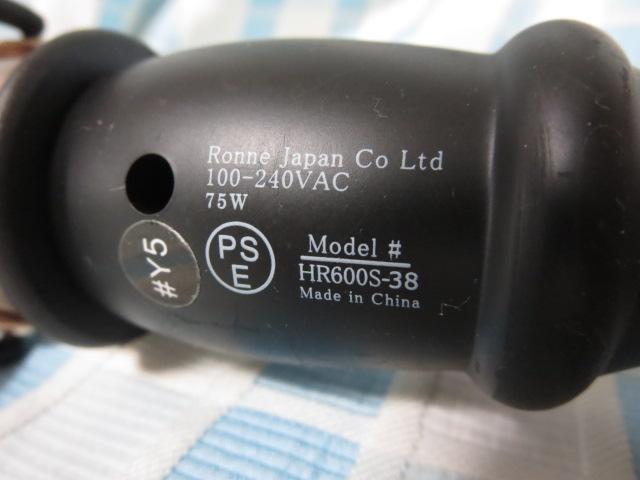 Ronne Japan Co Ltd
100-240VAC
75W
#Y5
PS
E
Model #
HR600S-38
Made in China